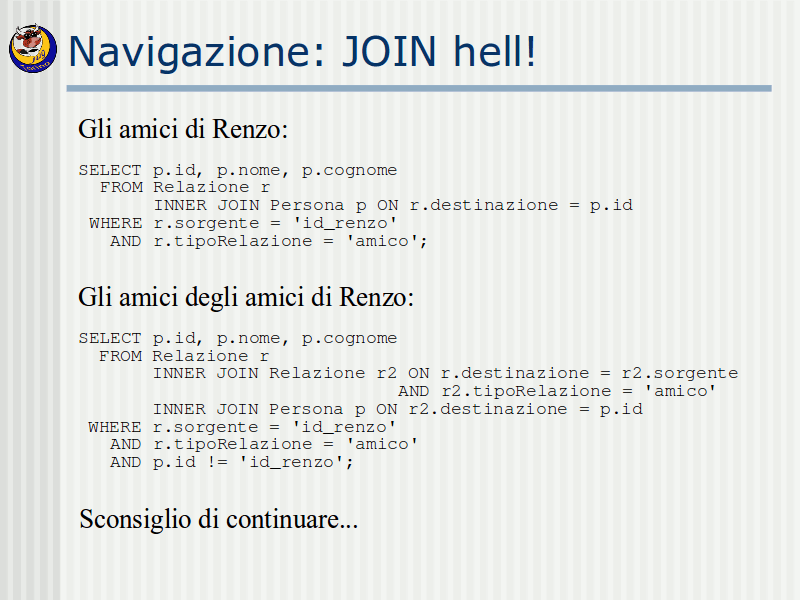 Navigazione: JOIN hell!
Gli amici di Renzo:
SELECT p.id, p.nome, p.cognome
FROM Relazione r
INNER JOIN Persona p ON r.destinazione = p.id
WHERE r.sorgente = 'id_renzo'
AND r.tipoRelazione = 'amico';
Gli amici degli amici di Renzo:
SELECT p.id, p.nome, p.cognome
FROM Relazione r
INNER JOIN Relazione r2 ON r.destinazione = r2.sorgente
AND r2.tipoRelazione = 'amico'
INNER JOIN Persona p ON r2.destinazione = p.id
WHERE r.sorgente = 'id_renzo'
AND r.tipoRelazione = 'amico'
AND p.id != 'id_renzo';
Sconsiglio di continuare...